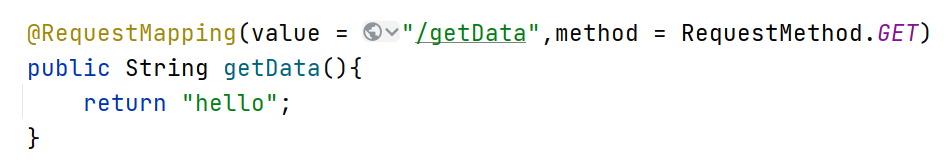 @RequestMapping(value = "/getData",method = RequestMethod.GET)
public String getData(){
    return "hello";
}